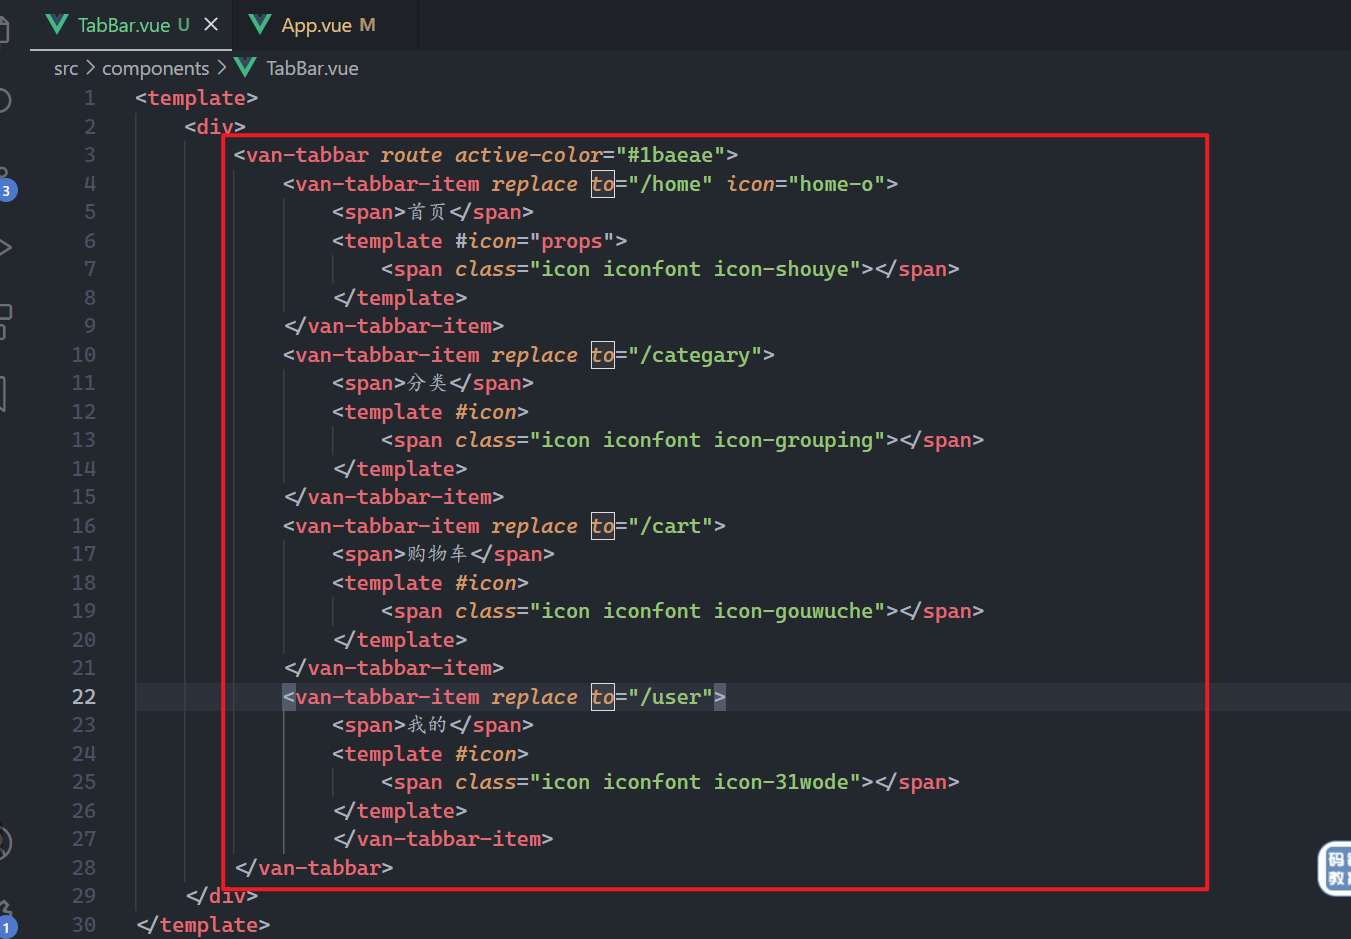 TabBar.vue U × App.vue M
src > components > TabBar.vue
1 <template>
2 <div>
3 <van-tabbar route active-color="#1baeae">
4 <van-tabbar-item replace to="/home" icon="home-o">
5 <span>首页</span>
6 <template #icon="props">
7 <span class="icon iconfont icon-shouye"></span>
8 </template>
9 </van-tabbar-item>
10 <van-tabbar-item replace to="/categary">
11 <span>分类</span>
12 <template #icon>
13 <span class="icon iconfont icon-grouping"></span>
14 </template>
15 </van-tabbar-item>
16 <van-tabbar-item replace to="/cart">
17 <span>购物车</span>
18 <template #icon>
19 <span class="icon iconfont icon-gouwuche"></span>
20 </template>
21 </van-tabbar-item>
22 <van-tabbar-item replace to="/user">
23 <span>我的</span>
24 <template #icon>
25 <span class="icon iconfont icon-31wode"></span>
26 </template>
27 </van-tabbar-item>
28 </van-tabbar>
29 </div>
30 </template>
3
1
码
教